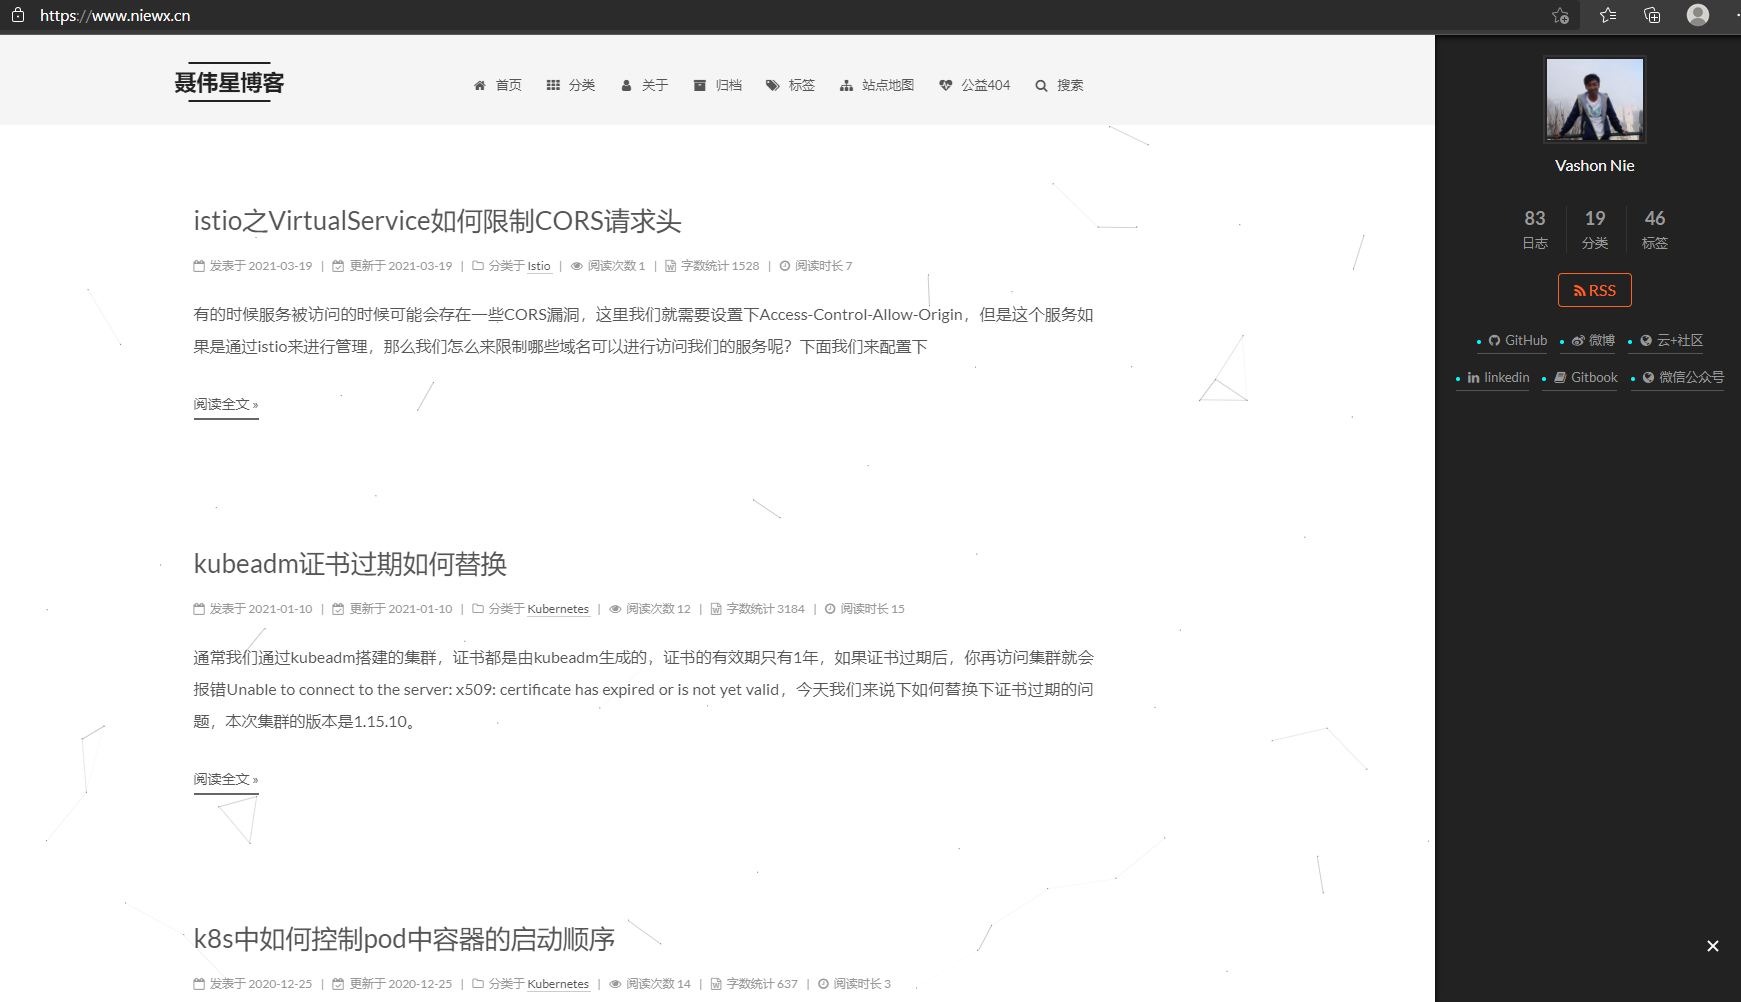 https://www.niewx.cn
聂伟星博客
首页 分类 关于 归档 标签 站点地图 公益404 搜索
istio之VirtualService如何限制CORS请求头
发表于 2021-03-19 | 更新于 2021-03-19 | 分类于 Istio | 阅读次数 1 | 字数统计 1528 | 阅读时长 7
有的时候服务被访问的时候可能会存在一些CORS漏洞，这里我们就需要设置下Access-Control-Allow-Origin，但是这个服务如
果是通过istio来进行管理，那么我们怎么来限制哪些域名可以进行访问我们的服务呢？下面我们来配置下
阅读全文 »
kubeadm证书过期如何替换
发表于 2021-01-10 | 更新于 2021-01-10 | 分类于 Kubernetes | 阅读次数 12 | 字数统计 3184 | 阅读时长 15
通常我们通过kubeadm搭建的集群，证书都是由kubeadm生成的，证书的有效期只有1年，如果证书过期后，你再访问集群就会
报错Unable to connect to the server: x509: certificate has expired or is not yet valid，今天我们来说下如何替换下证书过期的问
题，本次集群的版本是1.15.10。
阅读全文 »
k8s中如何控制pod中容器的启动顺序
发表于 2020-12-25 | 更新于 2020-12-25 | 分类于 Kubernetes | 阅读次数 14 | 字数统计 637 | 阅读时长 3
Vashon Nie
83 19 46
日志 分类 标签
RSS
GitHub 微博 云+社区
linkedin Gitbook 微信公众号